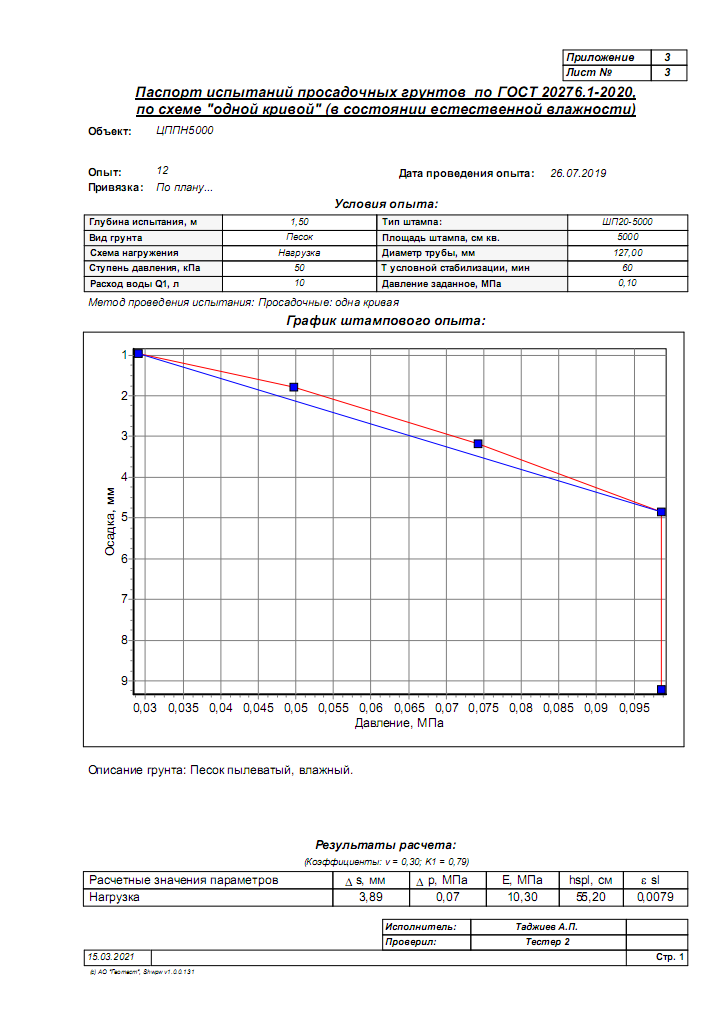 Приложение 3
Лист № 3
Паспорт испытаний просадочных грунтов по ГОСТ 20276.1-2020,
по схеме "одной кривой" (в состоянии естественной влажности)
Объект: ЦППН5000
Опыт: 12 Дата проведения опыта: 26.07.2019
Привязка: По плану...
Условия опыта:
Глубина испытания, м 1,50 Тип штампа: ШП20-5000
Вид грунта Песок Площадь штампа, см кв. 5000
Схема нагружения Нагрузка Диаметр трубы, мм 127,00
Ступень давления, кПа 50 Т условной стабилизации, мин 60
Расход воды Q1, л 10 Давление заданное, МПа 0,10
Метод проведения испытания: Просадочные: одна кривая
График штампового опыта:
1
2
3
4
5
6
7
8
9
Осадка, мм
0,03 0,035 0,04 0,045 0,05 0,055 0,06 0,065 0,07 0,075 0,08 0,085 0,09 0,095
Давление, МПа
Описание грунта: Песок пылеватый, влажный.
Результаты расчета:
(Коэффициенты: v = 0,30; K1 = 0,79)
Расчетные значения параметров Δ s, мм Δ p, МПа E, МПа hspl, см ε sl
Нагрузка 3,89 0,07 10,30 55,20 0,0079
Исполнитель: Таджиев А.П.
Проверил: Тестер 2
15.03.2021 Стр. 1
(с) АО "Геотест", Shwpw v1.0.0.131